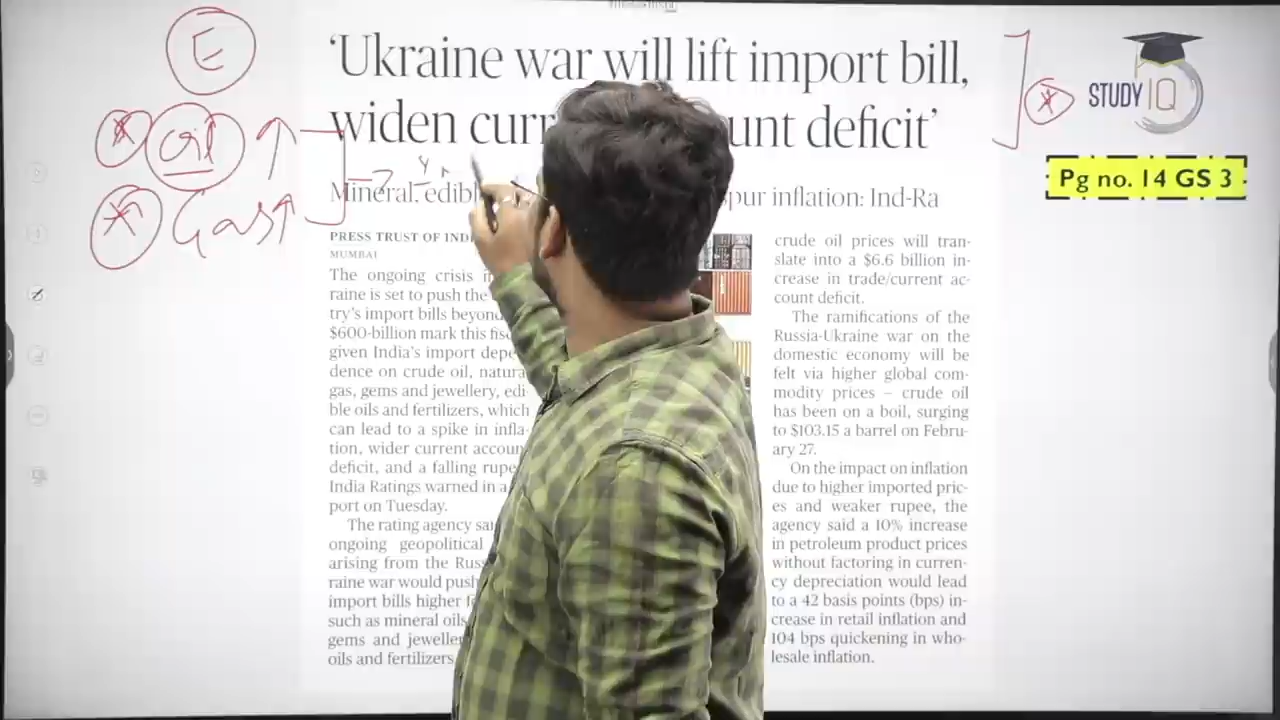 E
Oil
Gas
‘Ukraine war will lift import bill,
widen curr unt deficit’
Mineral, edibl pur inflation: Ind-Ra
STUDY IQ
Pg no. 14 GS 3
PRESS TRUST OF INDI
MUMBAI
The ongoing crisis i
raine is set to push the
try's import bills beyond
$600-billion mark this fis
given India's import depe
dence on crude oil, natura
gas, gems and jewellery, edi-
ble oils and fertilizers, which
can lead to a spike in infla-
tion, wider current accoun
deficit, and a falling rupe
India Ratings warned in a
port on Tuesday.
The rating agency sai
ongoing geopolitical
arising from the Russ
raine war would push
import bills higher f
such as mineral oils
gems and jeweller
oils and fertilizers
crude oil prices will tran-
slate into a $6.6 billion in-
crease in trade/current ac-
count deficit.
The ramifications of the
Russia-Ukraine war on the
domestic economy will be
felt via higher global com-
modity prices – crude oil
has been on a boil, surging
to $103.15 a barrel on Febru-
ary 27.
On the impact on inflation
due to higher imported pric-
es and weaker rupee, the
agency said a 10% increase
in petroleum product prices
without factoring in curren-
cy depreciation would lead
to a 42 basis points (bps) in-
crease in retail inflation and
104 bps quickening in who-
lesale inflation.